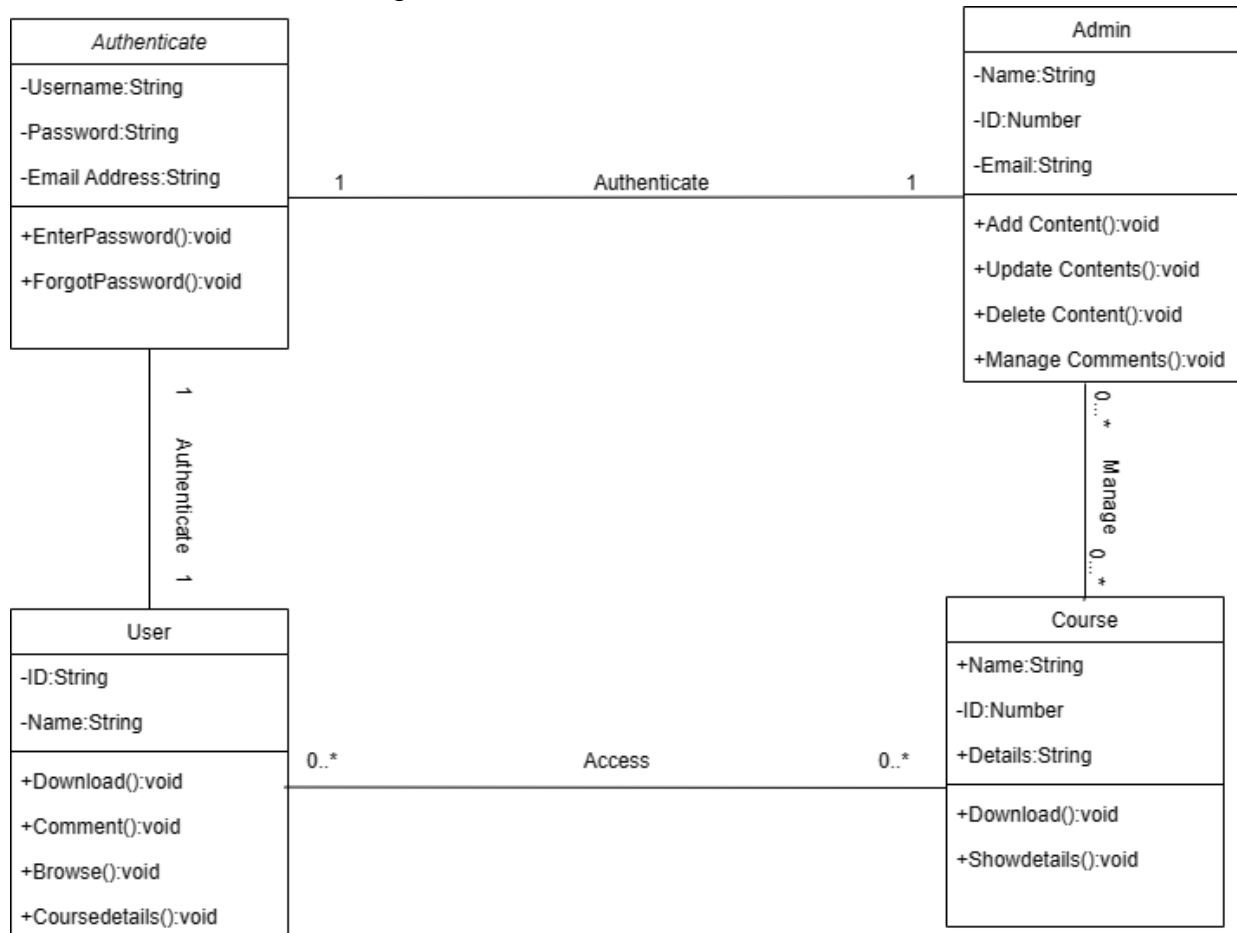 Authenticate
-Username:String
-Password:String
-Email Address:String
+EnterPassword():void
+ForgotPassword():void
1 Authenticate 1
Admin
-Name:String
-ID:Number
-Email:String
+Add Content():void
+Update Contents():void
+Delete Content():void
+Manage Comments():void
1 Authenticate 1
0...* Manage 0...*
User
-ID:String
-Name:String
+Download():void
+Comment():void
+Browse():void
+Coursedetails():void
0..* Access 0..*
Course
+Name:String
-ID:Number
+Details:String
+Download():void
+Showdetails():void